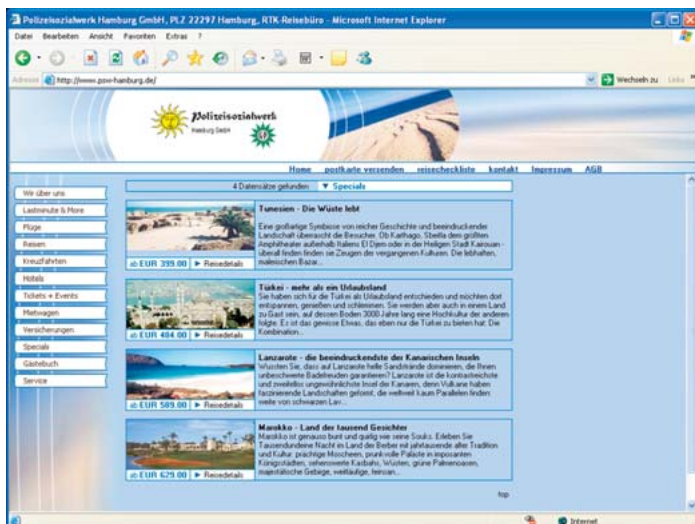 Polizeisozialwerk Hamburg GmbH, PLZ 22297 Hamburg, RTK-Reisebüro - Microsoft Internet Explorer
Datei Bearbeiten Ansicht Favoriten Extras ?
Adresse http://www.psw-hamburg.de/ Wechseln zu Links »
Polizeisozialwerk
Hamburg GmbH
Home postkarte versenden reisecheckliste kontakt Impressum AGB
4 Datensätze gefunden ▼ Specials
Wir über uns
Lastminute & More
Flüge
Reisen
Kreuzfahrten
Hotels
Tickets + Events
Mietwagen
Versicherungen
Specials
Gästebuch
Service
Tunesien - Die Wüste lebt
Eine großartige Symbiose von reicher Geschichte und beeindruckender
Landschaft überrascht die Besucher. Ob Karthago, Sbeitla dem größten
Amphitheater außerhalb Italiens El Djem oder in der Heiligen Stadt Kairouan -
überall finden finden sie Zeugen der vergangenen Kulturen. Die lebhaften,
malerischen Bazar...
ab EUR 399.00 ► Reisedetails
Türkei - mehr als ein Urlaubsland
Sie haben sich für die Türkei als Urlaubsland entschieden und möchten dort
entspannen, genießen und schlemmen. Sie werden aber auch in einem Land
zu Gast sein, auf dessen Boden 3000 Jahre lang eine Hochkultur der anderen
folgte. Es ist das gewisse Etwas, das eben nur die Türkei zu bieten hat: Die
Kombination...
ab EUR 484.00 ► Reisedetails
Lanzarote - die beeindruckendste der Kanarischen Inseln
Wussten Sie, dass auf Lanzarote helle Sandstrände dominieren, die Ihnen
unbeschwerte Badefreuden garantieren? Lanzarote ist die kontrastreichste
und zweifellos ungewöhnlichste Insel der Kanaren, denn Vulkane haben
faszinierende Landschaften geformt, die weltweit kaum Parallelen finden:
weite von schwarzen Lav...
ab EUR 589.00 ► Reisedetails
Marokko - Land der tausend Gesichter
Marokko ist genauso bunt und quirlig wie seine Souks. Erleben Sie
Tausendundeine Nacht im Land der Berber mit jahrtausende alter Tradition
und Kultur: prächtige Moscheen, prunkvolle Paläste in imposanten
Königsstädten, sehenswerte Kasbahs, Wüsten, grüne Palmenoasen,
majestätische Gebirge, weitläufige, feinsan...
ab EUR 629.00 ► Reisedetails
top
Internet